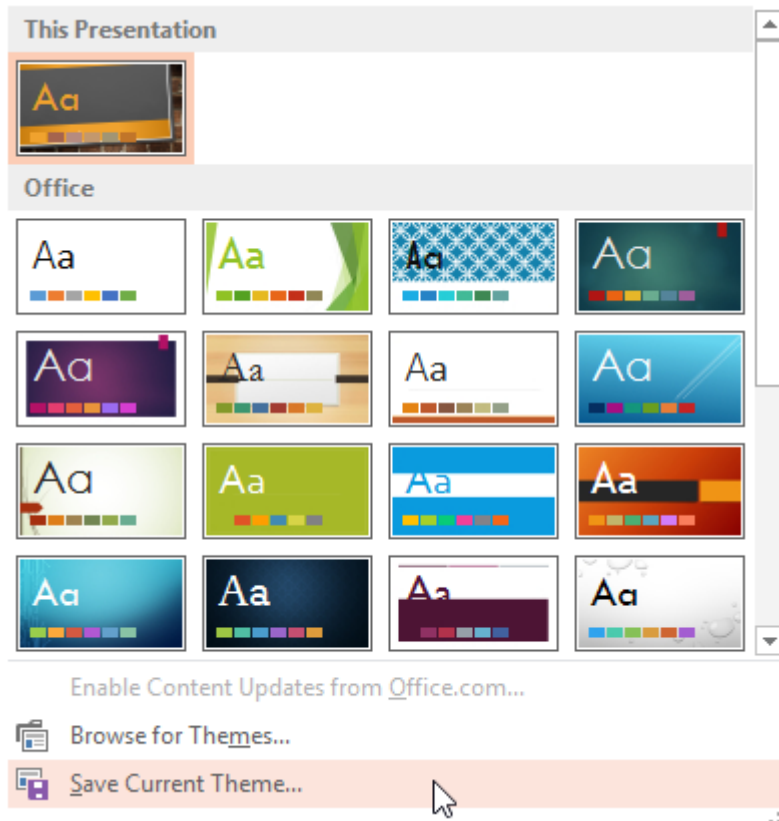 This Presentation
Aa
Office
Aa Aa Aa Aa
Aa Aa Aa Aa
Aa Aa Aa Aa
Aa Aa Aa Aa
Enable Content Updates from Office.com...
Browse for Themes...
Save Current Theme...